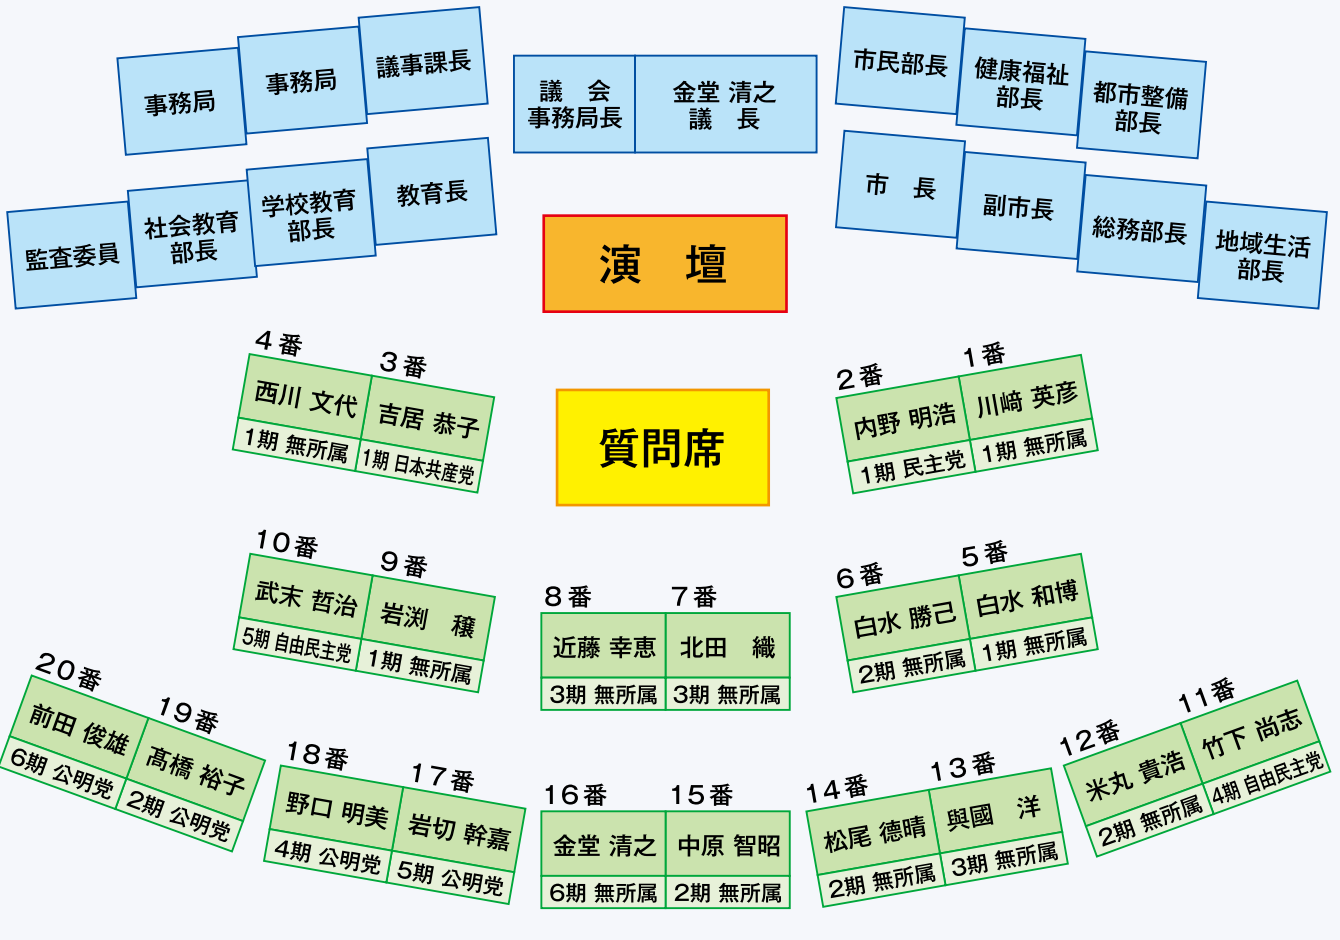 事務局
事務局
議事課長
議　会
事務局長
金堂 清之
議　長
市民部長
健康福祉
部長
都市整備
部長
監査委員
社会教育
部長
学校教育
部長
教育長
市　長
副市長
総務部長
地域生活
部長
演　壇
質問席
4番
西川 文代
1期 無所属
3番
吉居 恭子
1期 日本共産党
2番
内野 明浩
1期 民主党
1番
川﨑 英彦
1期 無所属
10番
武末 哲治
5期 自由民主党
9番
岩渕　穣
1期 無所属
8番
近藤 幸恵
3期 無所属
7番
北田　織
3期 無所属
6番
白水 勝己
2期 無所属
5番
白水 和博
1期 無所属
20番
前田 俊雄
6期 公明党
19番
髙橋 裕子
2期 公明党
18番
野口 明美
4期 公明党
17番
岩切 幹嘉
5期 公明党
16番
金堂 清之
6期 無所属
15番
中原 智昭
2期 無所属
14番
松尾 德晴
2期 無所属
13番
與國　洋
3期 無所属
12番
米丸 貴浩
2期 無所属
11番
竹下 尚志
4期 自由民主党